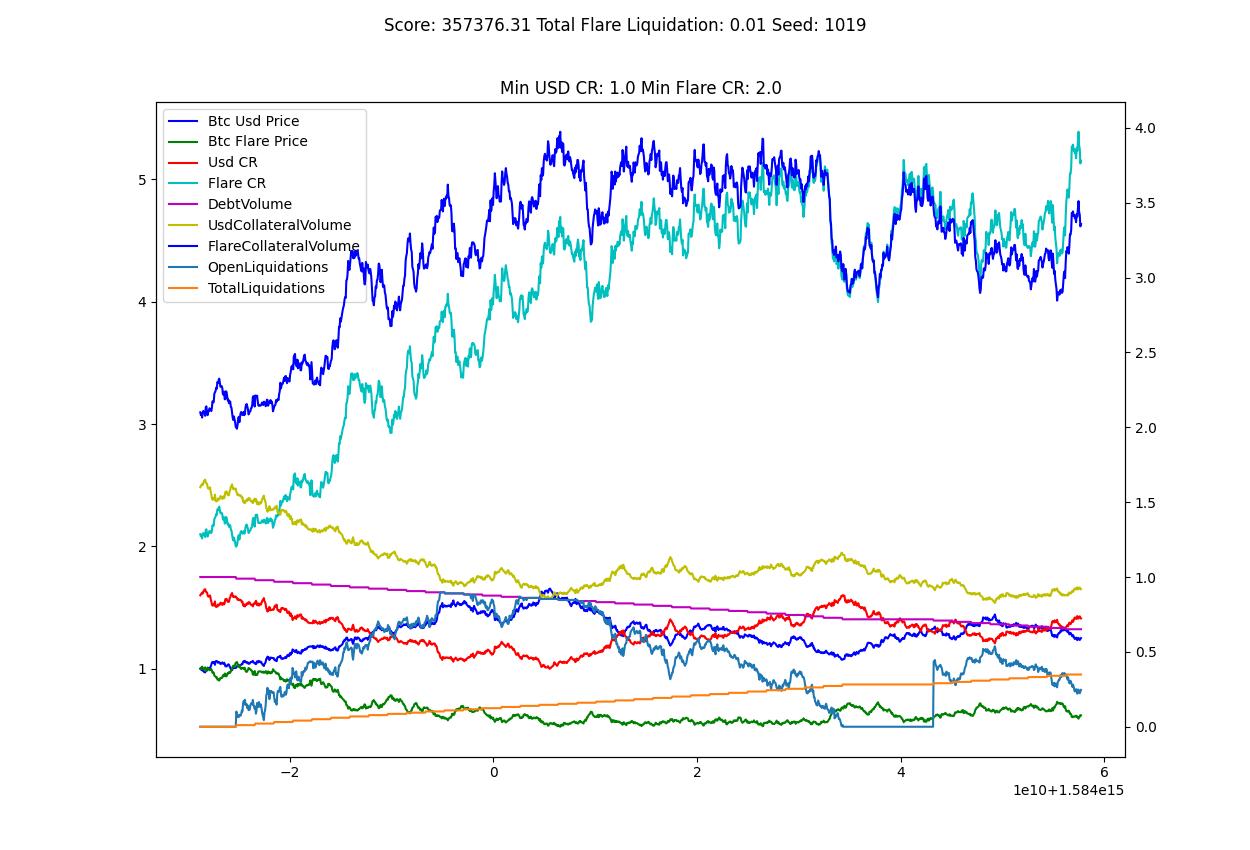 Score: 357376.31 Total Flare Liquidation: 0.01 Seed: 1019
Min USD CR: 1.0 Min Flare CR: 2.0
Btc Usd Price
Btc Flare Price
Usd CR
Flare CR
DebtVolume
UsdCollateralVolume
FlareCollateralVolume
OpenLiquidations
TotalLiquidations
5
4
3
2
1
4.0
3.5
3.0
2.5
2.0
1.5
1.0
0.5
0.0
−2 0 2 4 6
1e10+1.584e15